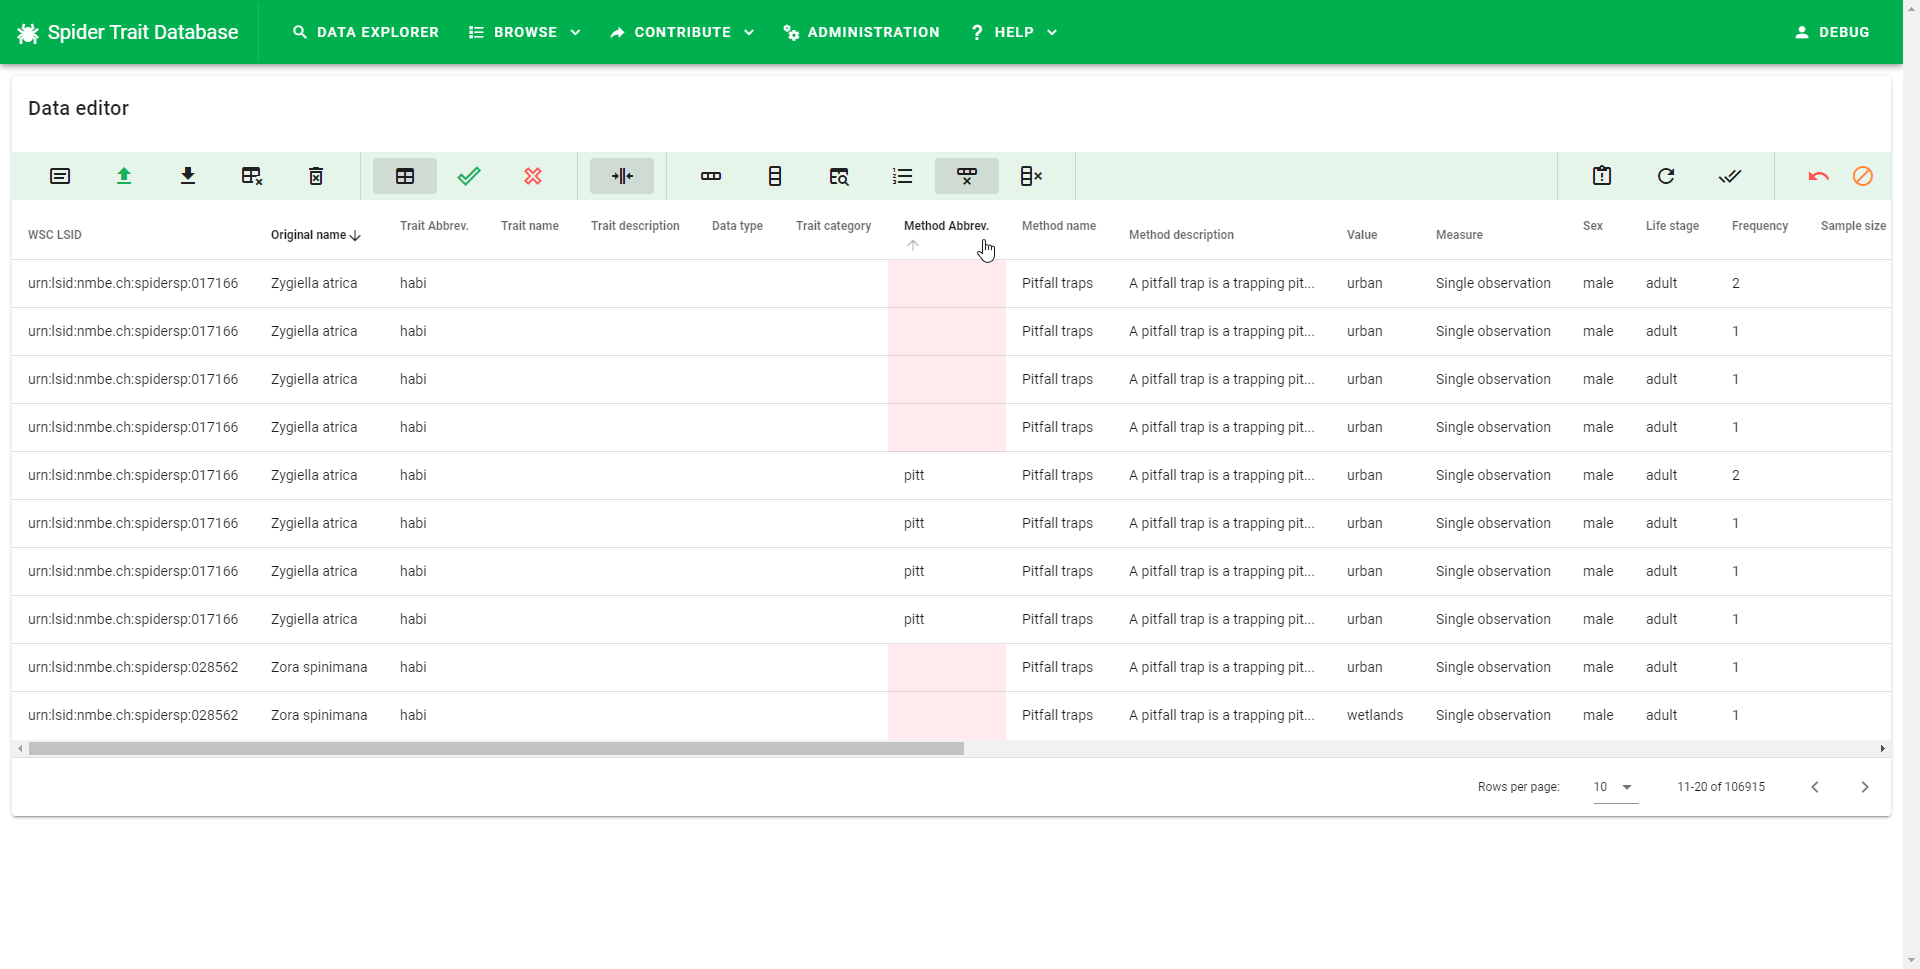 Spider Trait Database DATA EXPLORER BROWSE CONTRIBUTE ADMINISTRATION HELP DEBUG
Data editor
WSC LSID Original name Trait Abbrev. Trait name Trait description Data type Trait category Method Abbrev. Method name Method description Value Measure Sex Life stage Frequency Sample size
urn:lsid:nmbe.ch:spidersp:017166 Zygiella atrica habi Pitfall traps A pitfall trap is a trapping pit... urban Single observation male adult 2
urn:lsid:nmbe.ch:spidersp:017166 Zygiella atrica habi Pitfall traps A pitfall trap is a trapping pit... urban Single observation male adult 1
urn:lsid:nmbe.ch:spidersp:017166 Zygiella atrica habi Pitfall traps A pitfall trap is a trapping pit... urban Single observation male adult 1
urn:lsid:nmbe.ch:spidersp:017166 Zygiella atrica habi Pitfall traps A pitfall trap is a trapping pit... urban Single observation male adult 1
urn:lsid:nmbe.ch:spidersp:017166 Zygiella atrica habi pitt Pitfall traps A pitfall trap is a trapping pit... urban Single observation male adult 2
urn:lsid:nmbe.ch:spidersp:017166 Zygiella atrica habi pitt Pitfall traps A pitfall trap is a trapping pit... urban Single observation male adult 1
urn:lsid:nmbe.ch:spidersp:017166 Zygiella atrica habi pitt Pitfall traps A pitfall trap is a trapping pit... urban Single observation male adult 1
urn:lsid:nmbe.ch:spidersp:017166 Zygiella atrica habi pitt Pitfall traps A pitfall trap is a trapping pit... urban Single observation male adult 1
urn:lsid:nmbe.ch:spidersp:028562 Zora spinimana habi Pitfall traps A pitfall trap is a trapping pit... urban Single observation male adult 1
urn:lsid:nmbe.ch:spidersp:028562 Zora spinimana habi Pitfall traps A pitfall trap is a trapping pit... wetlands Single observation male adult 1
Rows per page: 10 11-20 of 106915